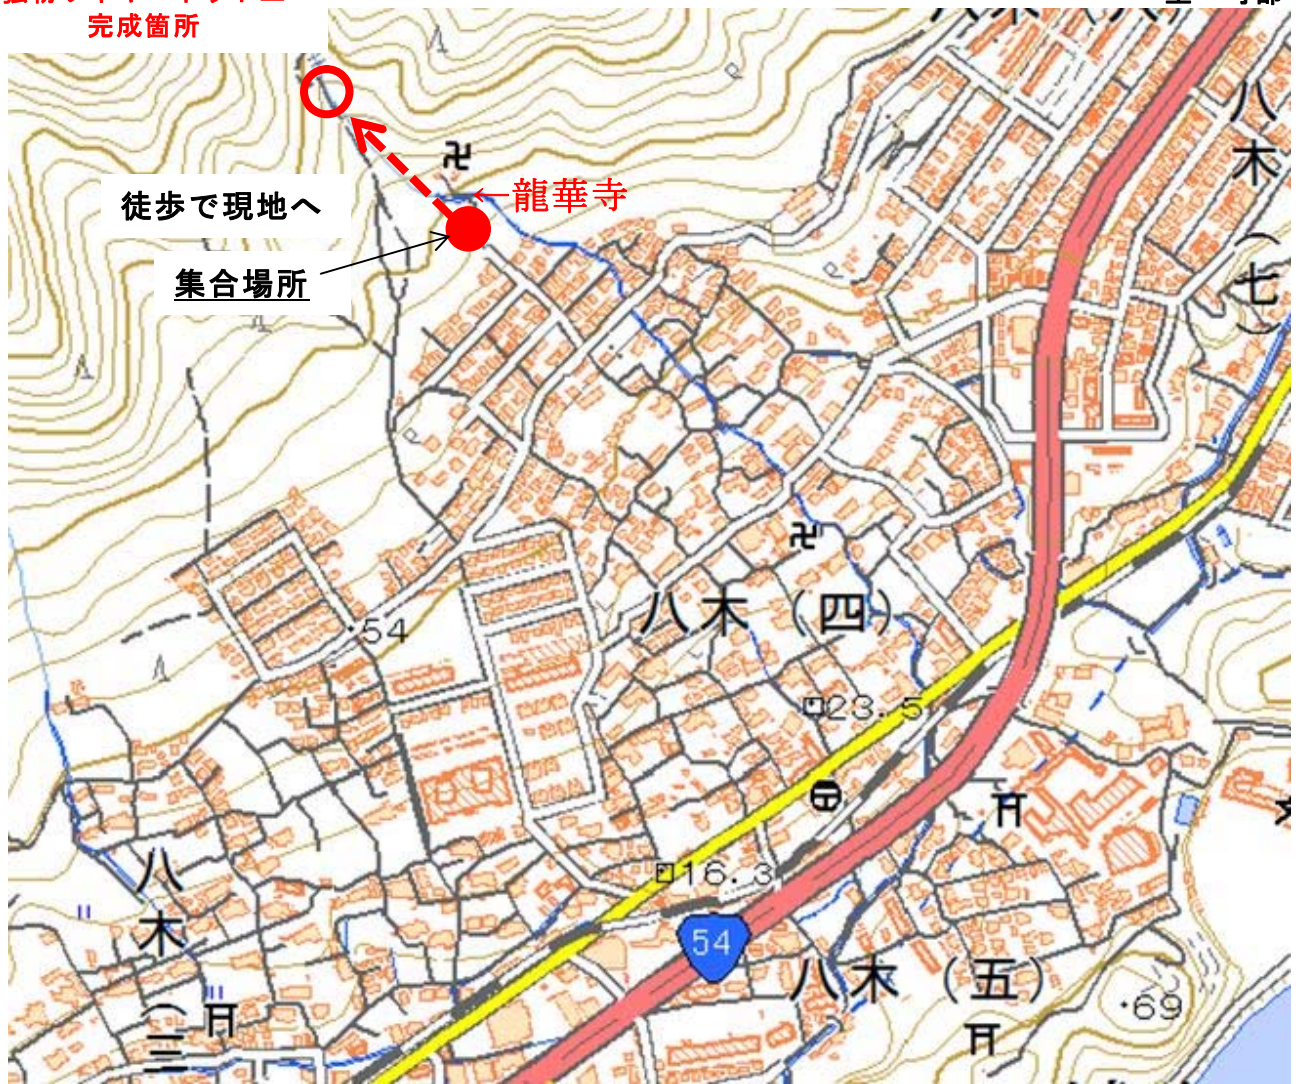 完成箇所
龍華寺
徒歩で現地へ
集合場所
八木(七)
八木(四)
54
23.5
16.3
54
八木(三)
八木(五)
69